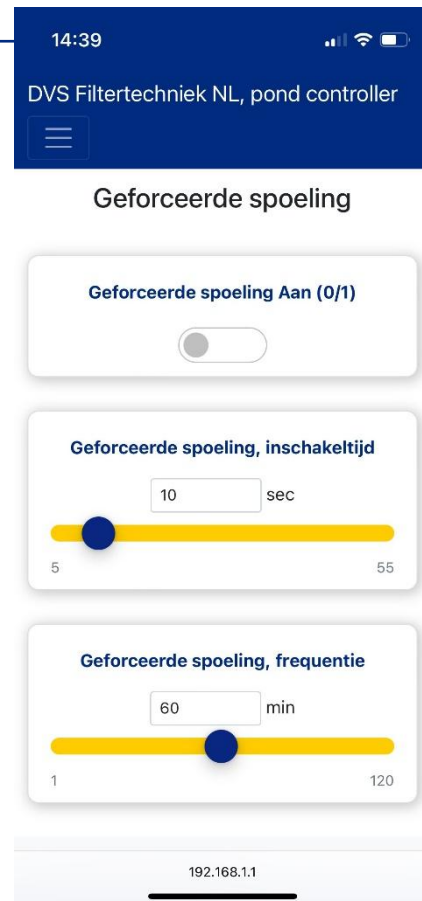 14:39
DVS Filtertechniek NL, pond controller
Geforceerde spoeling
Geforceerde spoeling Aan (0/1)
Geforceerde spoeling, inschakeltijd
10 sec
5 55
Geforceerde spoeling, frequentie
60 min
1 120
192.168.1.1